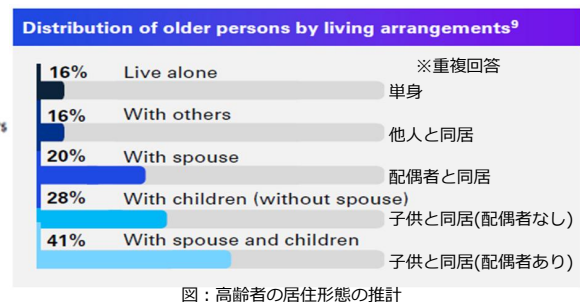 Distribution of older persons by living arrangements⁹
※重複回答
16% Live alone
単身
16% With others
他人と同居
20% With spouse
配偶者と同居
28% With children (without spouse)
子供と同居(配偶者なし)
41% With spouse and children
子供と同居(配偶者あり)
図：高齢者の居住形態の推計